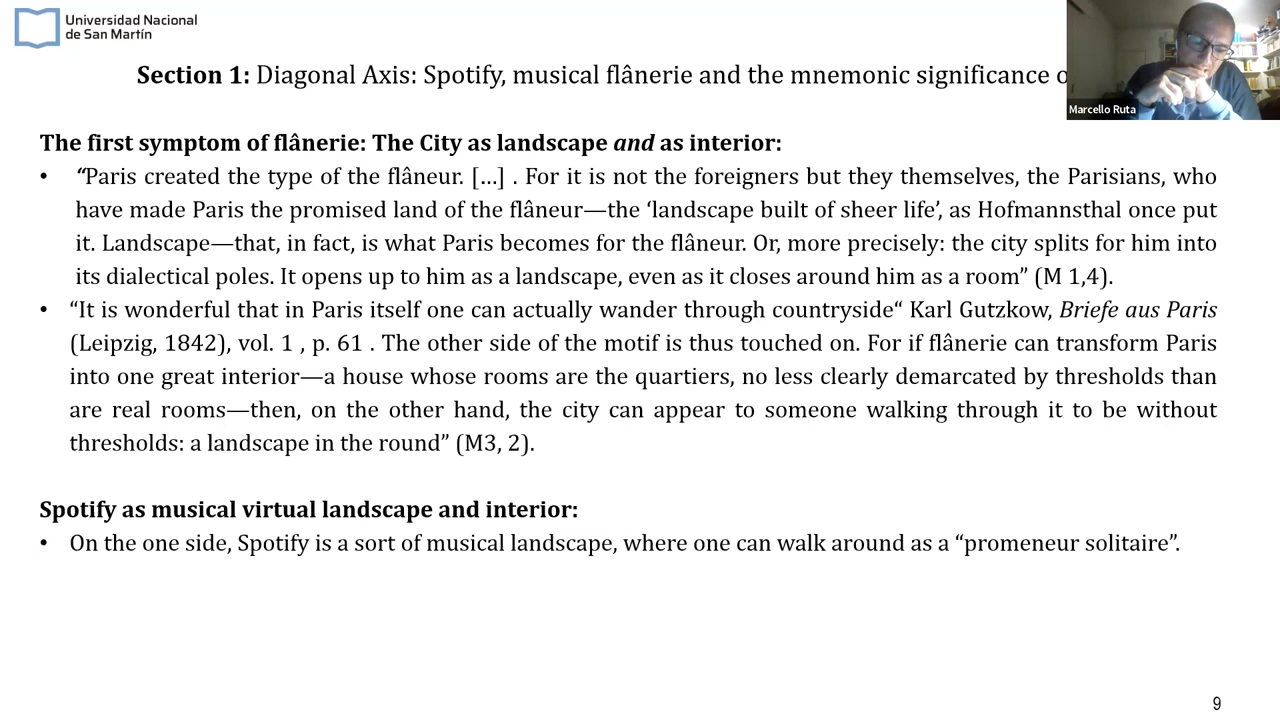 Universidad Nacional
de San Martín
Section 1: Diagonal Axis: Spotify, musical flânerie and the mnemonic significance
Marcello Ruta
The first symptom of flânerie: The City as landscape and as interior:
• “Paris created the type of the flâneur. […] . For it is not the foreigners but they themselves, the Parisians, who
have made Paris the promised land of the flâneur—the ‘landscape built of sheer life’, as Hofmannsthal once put
it. Landscape—that, in fact, is what Paris becomes for the flâneur. Or, more precisely: the city splits for him into
its dialectical poles. It opens up to him as a landscape, even as it closes around him as a room” (M 1,4).
• “It is wonderful that in Paris itself one can actually wander through countryside“ Karl Gutzkow, Briefe aus Paris
(Leipzig, 1842), vol. 1 , p. 61 . The other side of the motif is thus touched on. For if flânerie can transform Paris
into one great interior—a house whose rooms are the quartiers, no less clearly demarcated by thresholds than
are real rooms—then, on the other hand, the city can appear to someone walking through it to be without
thresholds: a landscape in the round” (M3, 2).
Spotify as musical virtual landscape and interior:
• On the one side, Spotify is a sort of musical landscape, where one can walk around as a “promeneur solitaire”.
9